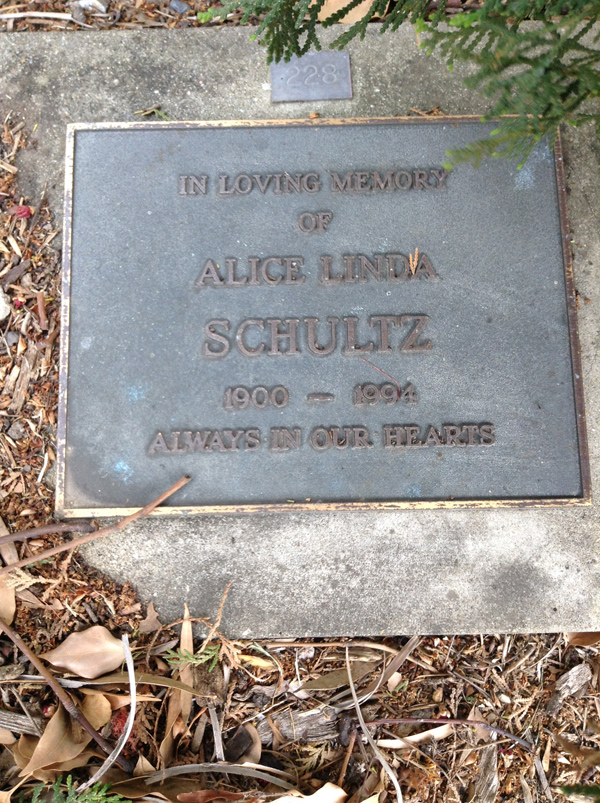 228
IN LOVING MEMORY
OF
ALICE LINDA
SCHULTZ
1900 — 1994
ALWAYS IN OUR HEARTS